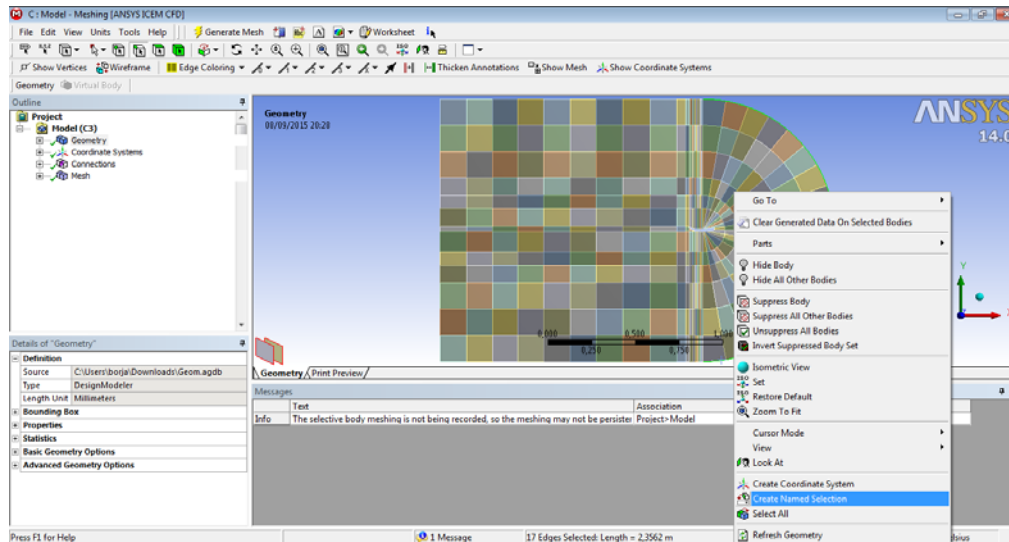 C : Model - Meshing [ANSYS ICEM CFD]
File Edit View Units Tools Help Generate Mesh Worksheet
Show Vertices Wireframe Edge Coloring Thicken Annotations Show Mesh Show Coordinate Systems
Geometry Virtual Body
Outline
Project
Model (C3)
Geometry
Coordinate Systems
Connections
Mesh
Geometry
08/09/2015 20:28
ANSYS
14.0
0,000 0,500 1,000
0,250 0,750
Y
Geometry Print Preview
Details of "Geometry"
Definition
Source C:\Users\borja\Downloads\Geom.agdb
Type DesignModeler
Length Unit Millimeters
Bounding Box
Properties
Statistics
Basic Geometry Options
Advanced Geometry Options
Messages
Text Association
Info The selective body meshing is not being recorded, so the meshing may not be persister Project>Model
Go To
Clear Generated Data On Selected Bodies
Parts
Hide Body
Hide All Other Bodies
Suppress Body
Suppress All Other Bodies
Unsuppress All Bodies
Invert Suppressed Body Set
Isometric View
Set
Restore Default
Zoom To Fit
Cursor Mode
View
Look At
Create Coordinate System
Create Named Selection
Select All
Refresh Geometry
Press F1 for Help 1 Message 17 Edges Selected: Length = 2,3562 m elsius